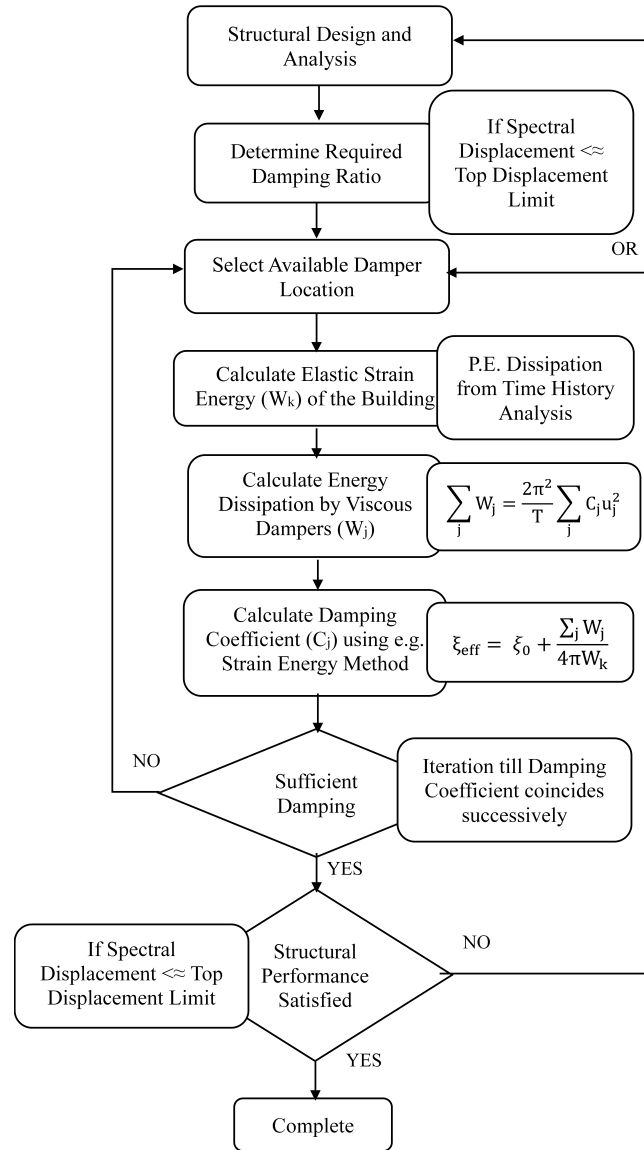 Structural Design and
Analysis
Determine Required
Damping Ratio
If Spectral
Displacement <≈
Top Displacement
Limit
OR
Select Available Damper
Location
Calculate Elastic Strain
Energy (Wₖ) of the Building
P.E. Dissipation
from Time History
Analysis
Calculate Energy
Dissipation by Viscous
Dampers (Wⱼ)
∑ⱼ Wⱼ = 2π²/T ∑ⱼ Cⱼuⱼ²
Calculate Damping
Coefficient (Cⱼ) using e.g.
Strain Energy Method
ξeff = ξ₀ + ∑ⱼ Wⱼ / 4πWₖ
NO
Sufficient
Damping
Iteration till Damping
Coefficient coincides
successively
YES
If Spectral
Displacement <≈ Top
Displacement Limit
Structural
Performance
Satisfied
NO
YES
Complete